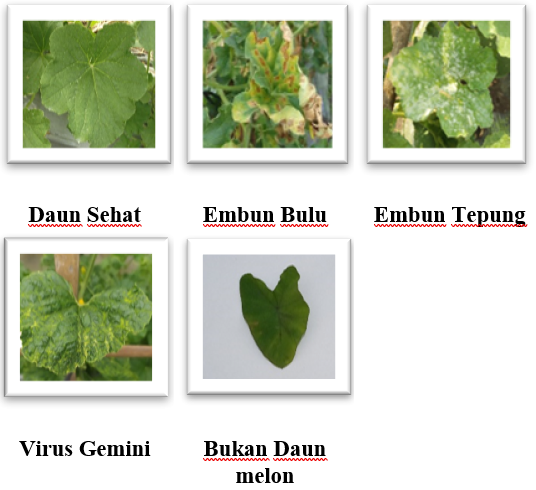 Daun Sehat
Embun Bulu
Embun Tepung
Virus Gemini
Bukan Daun
melon